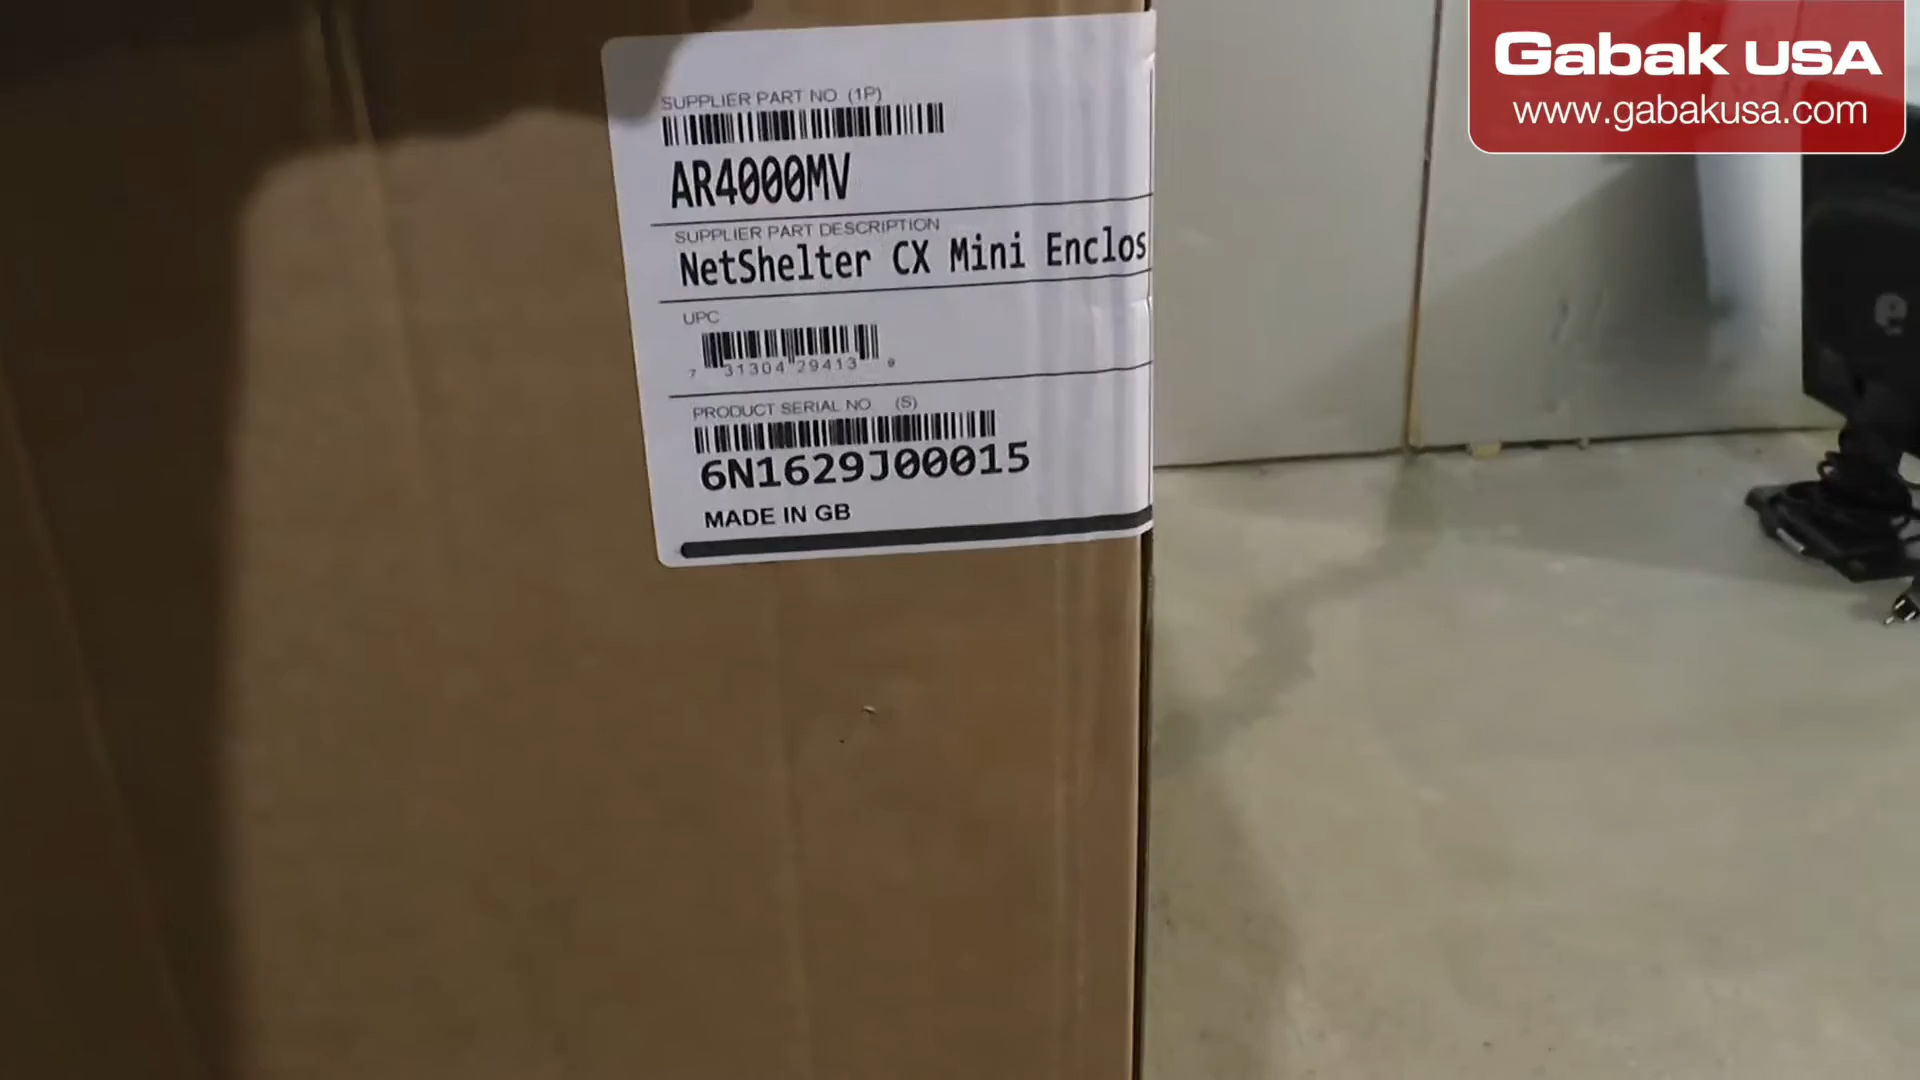 Gabak USA
www.gabakusa.com
SUPPLIER PART NO (1P)
AR4000MV
SUPPLIER PART DESCRIPTION
NetShelter CX Mini Enclos
UPC
7 31304 29413 9
PRODUCT SERIAL NO (S)
6N1629J00015
MADE IN GB